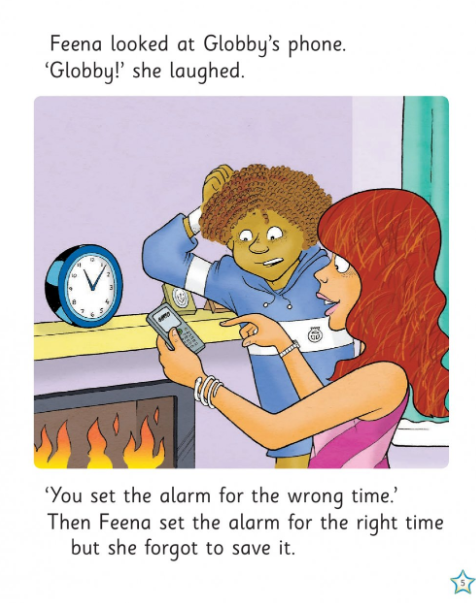 Feena looked at Globby's phone.
‘Globby!’ she laughed.
‘You set the alarm for the wrong time.’
Then Feena set the alarm for the right time
but she forgot to save it.
5